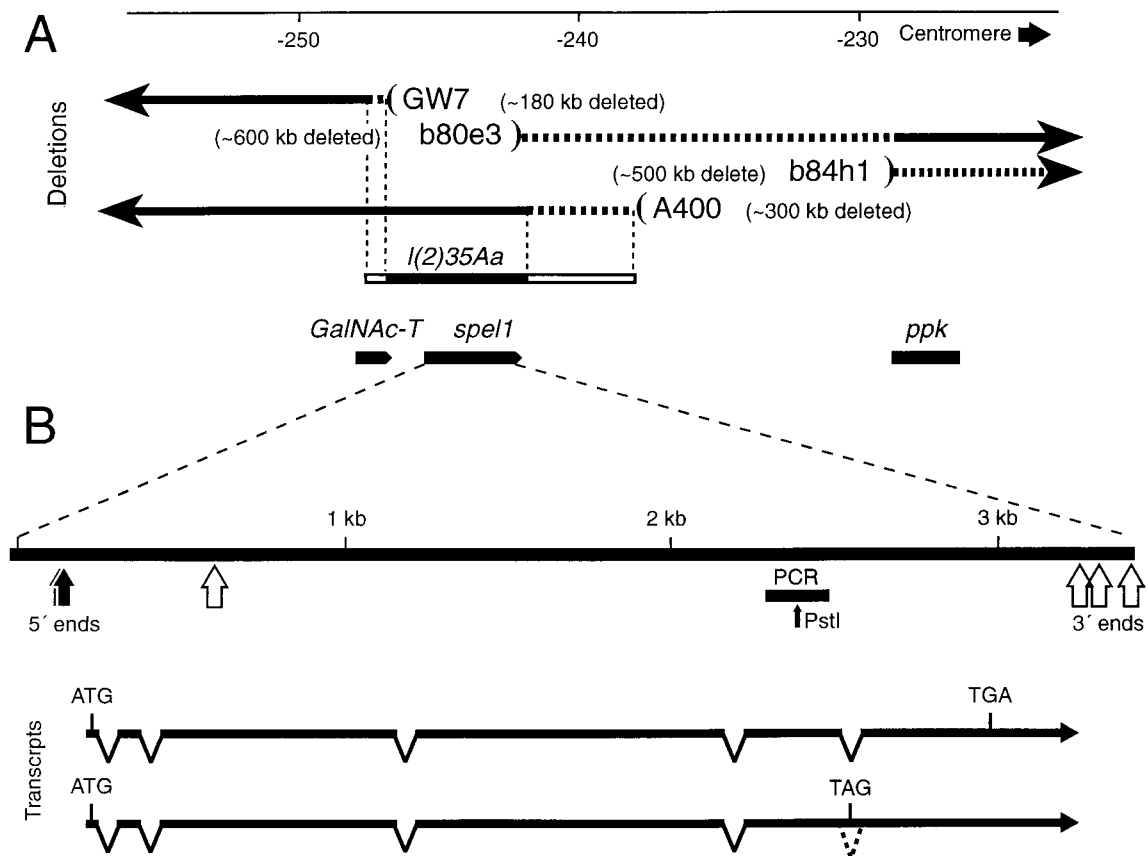 A
-250
-240
-230
Centromere
Deletions
GW7 (~180 kb deleted)
(~600 kb deleted) b80e3
(~500 kb delete) b84h1
A400 (~300 kb deleted)
l(2)35Aa
GalNAc-T
spel1
ppk
B
1 kb
2 kb
3 kb
PCR
PstI
5´ ends
3´ ends
Transcrpts
ATG
TGA
ATG
TAG